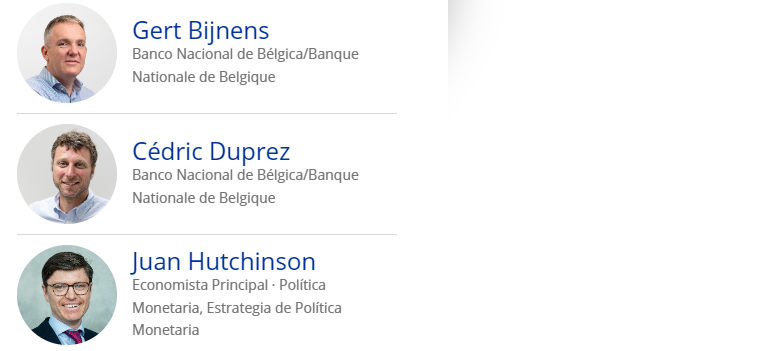 Gert Bijnens
Banco Nacional de Bélgica/Banque
Nationale de Belgique
Cédric Duprez
Banco Nacional de Bélgica/Banque
Nationale de Belgique
Juan Hutchinson
Economista Principal · Política
Monetaria, Estrategia de Política
Monetaria